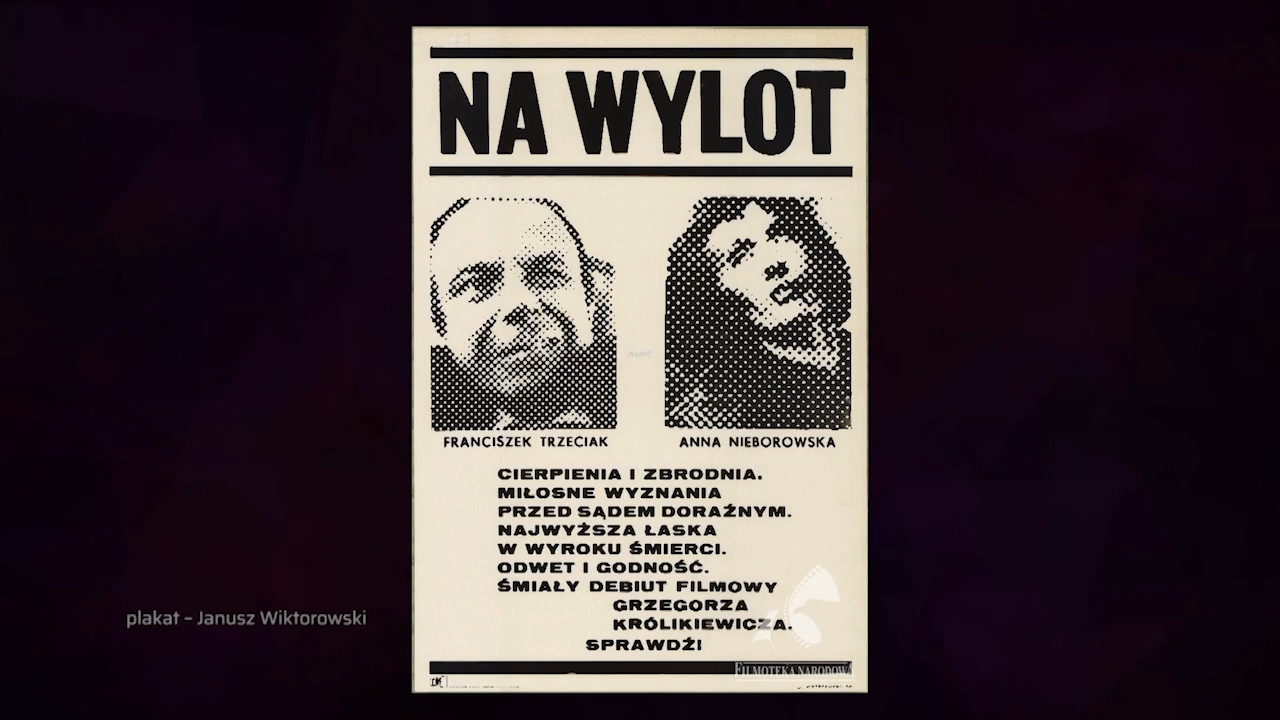 NA WYLOT
FRANCISZEK TRZECIAK
ANNA NIEBOROWSKA
CIERPIENIA I ZBRODNIA.
MIŁOSNE WYZNANIA
PRZED SĄDEM DORAŹNYM.
NAJWYŻSZA ŁASKA
W WYROKU ŚMIERCI.
ODWET I GODNOŚĆ.
ŚMIAŁY DEBIUT FILMOWY
GRZEGORZA
KRÓLIKIEWICZA.
SPRAWDŹ!
FILMOTEKA NARODOWA
plakat – Janusz Wiktorowski